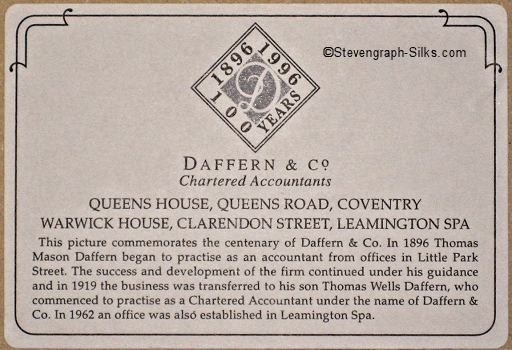 ©Stevengraph-Silks.com
1896 1996
D
100 YEARS
DAFFERN & Co
Chartered Accountants
QUEENS HOUSE, QUEENS ROAD, COVENTRY
WARWICK HOUSE, CLARENDON STREET, LEAMINGTON SPA
This picture commemorates the centenary of Daffern & Co. In 1896 Thomas
Mason Daffern began to practise as an accountant from offices in Little Park
Street. The success and development of the firm continued under his guidance
and in 1919 the business was transferred to his son Thomas Wells Daffern, who
commenced to practise as a Chartered Accountant under the name of Daffern &
Co. In 1962 an office was also established in Leamington Spa.